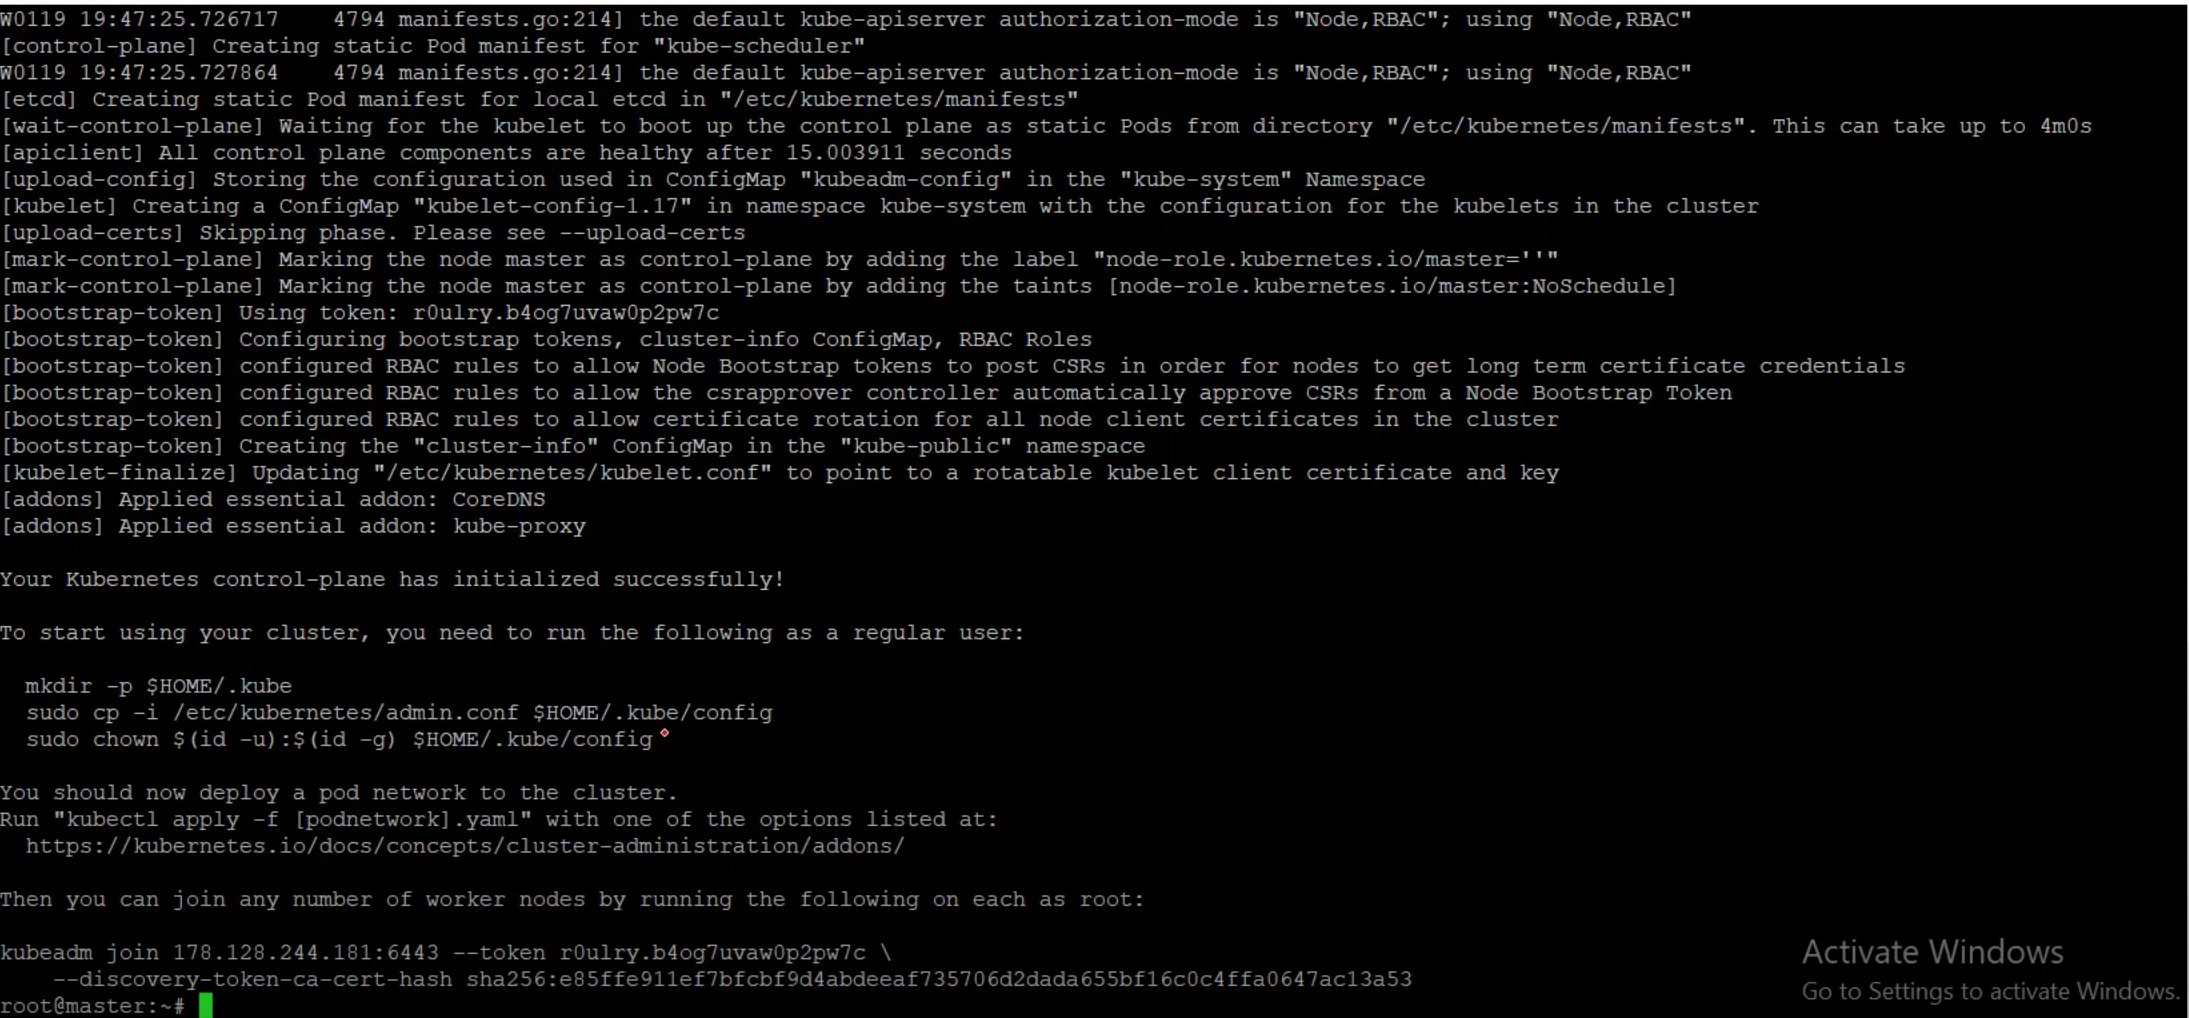 W0119 19:47:25.726717    4794 manifests.go:214] the default kube-apiserver authorization-mode is "Node,RBAC"; using "Node,RBAC"
[control-plane] Creating static Pod manifest for "kube-scheduler"
W0119 19:47:25.727864    4794 manifests.go:214] the default kube-apiserver authorization-mode is "Node,RBAC"; using "Node,RBAC"
[etcd] Creating static Pod manifest for local etcd in "/etc/kubernetes/manifests"
[wait-control-plane] Waiting for the kubelet to boot up the control plane as static Pods from directory "/etc/kubernetes/manifests". This can take up to 4m0s
[apiclient] All control plane components are healthy after 15.003911 seconds
[upload-config] Storing the configuration used in ConfigMap "kubeadm-config" in the "kube-system" Namespace
[kubelet] Creating a ConfigMap "kubelet-config-1.17" in namespace kube-system with the configuration for the kubelets in the cluster
[upload-certs] Skipping phase. Please see --upload-certs
[mark-control-plane] Marking the node master as control-plane by adding the label "node-role.kubernetes.io/master=''"
[mark-control-plane] Marking the node master as control-plane by adding the taints [node-role.kubernetes.io/master:NoSchedule]
[bootstrap-token] Using token: r0ulry.b4og7uvaw0p2pw7c
[bootstrap-token] Configuring bootstrap tokens, cluster-info ConfigMap, RBAC Roles
[bootstrap-token] configured RBAC rules to allow Node Bootstrap tokens to post CSRs in order for nodes to get long term certificate credentials
[bootstrap-token] configured RBAC rules to allow the csrapprover controller automatically approve CSRs from a Node Bootstrap Token
[bootstrap-token] configured RBAC rules to allow certificate rotation for all node client certificates in the cluster
[bootstrap-token] Creating the "cluster-info" ConfigMap in the "kube-public" namespace
[kubelet-finalize] Updating "/etc/kubernetes/kubelet.conf" to point to a rotatable kubelet client certificate and key
[addons] Applied essential addon: CoreDNS
[addons] Applied essential addon: kube-proxy
Your Kubernetes control-plane has initialized successfully!
To start using your cluster, you need to run the following as a regular user:
  mkdir -p $HOME/.kube
  sudo cp -i /etc/kubernetes/admin.conf $HOME/.kube/config
  sudo chown $(id -u):$(id -g) $HOME/.kube/config
You should now deploy a pod network to the cluster.
Run "kubectl apply -f [podnetwork].yaml" with one of the options listed at:
  https://kubernetes.io/docs/concepts/cluster-administration/addons/
Then you can join any number of worker nodes by running the following on each as root:
kubeadm join 178.128.244.181:6443 --token r0ulry.b4og7uvaw0p2pw7c \
    --discovery-token-ca-cert-hash sha256:e85ffe911ef7bfcbf9d4abdeeaf735706d2dada655bf16c0c4ffa0647ac13a53
root@master:~#
Activate Windows
Go to Settings to activate Windows.